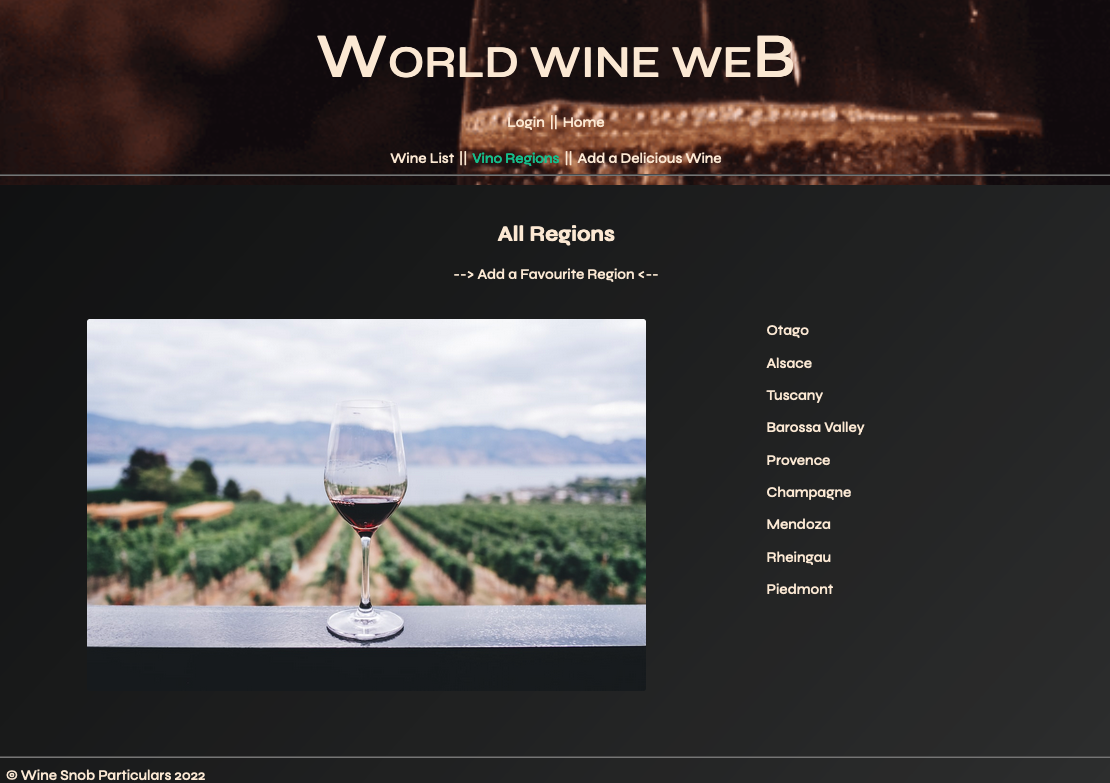 World wine weB
Login || Home
Wine List || Vino Regions || Add a Delicious Wine
All Regions
--> Add a Favourite Region <--
Otago
Alsace
Tuscany
Barossa Valley
Provence
Champagne
Mendoza
Rheingau
Piedmont
© Wine Snob Particulars 2022